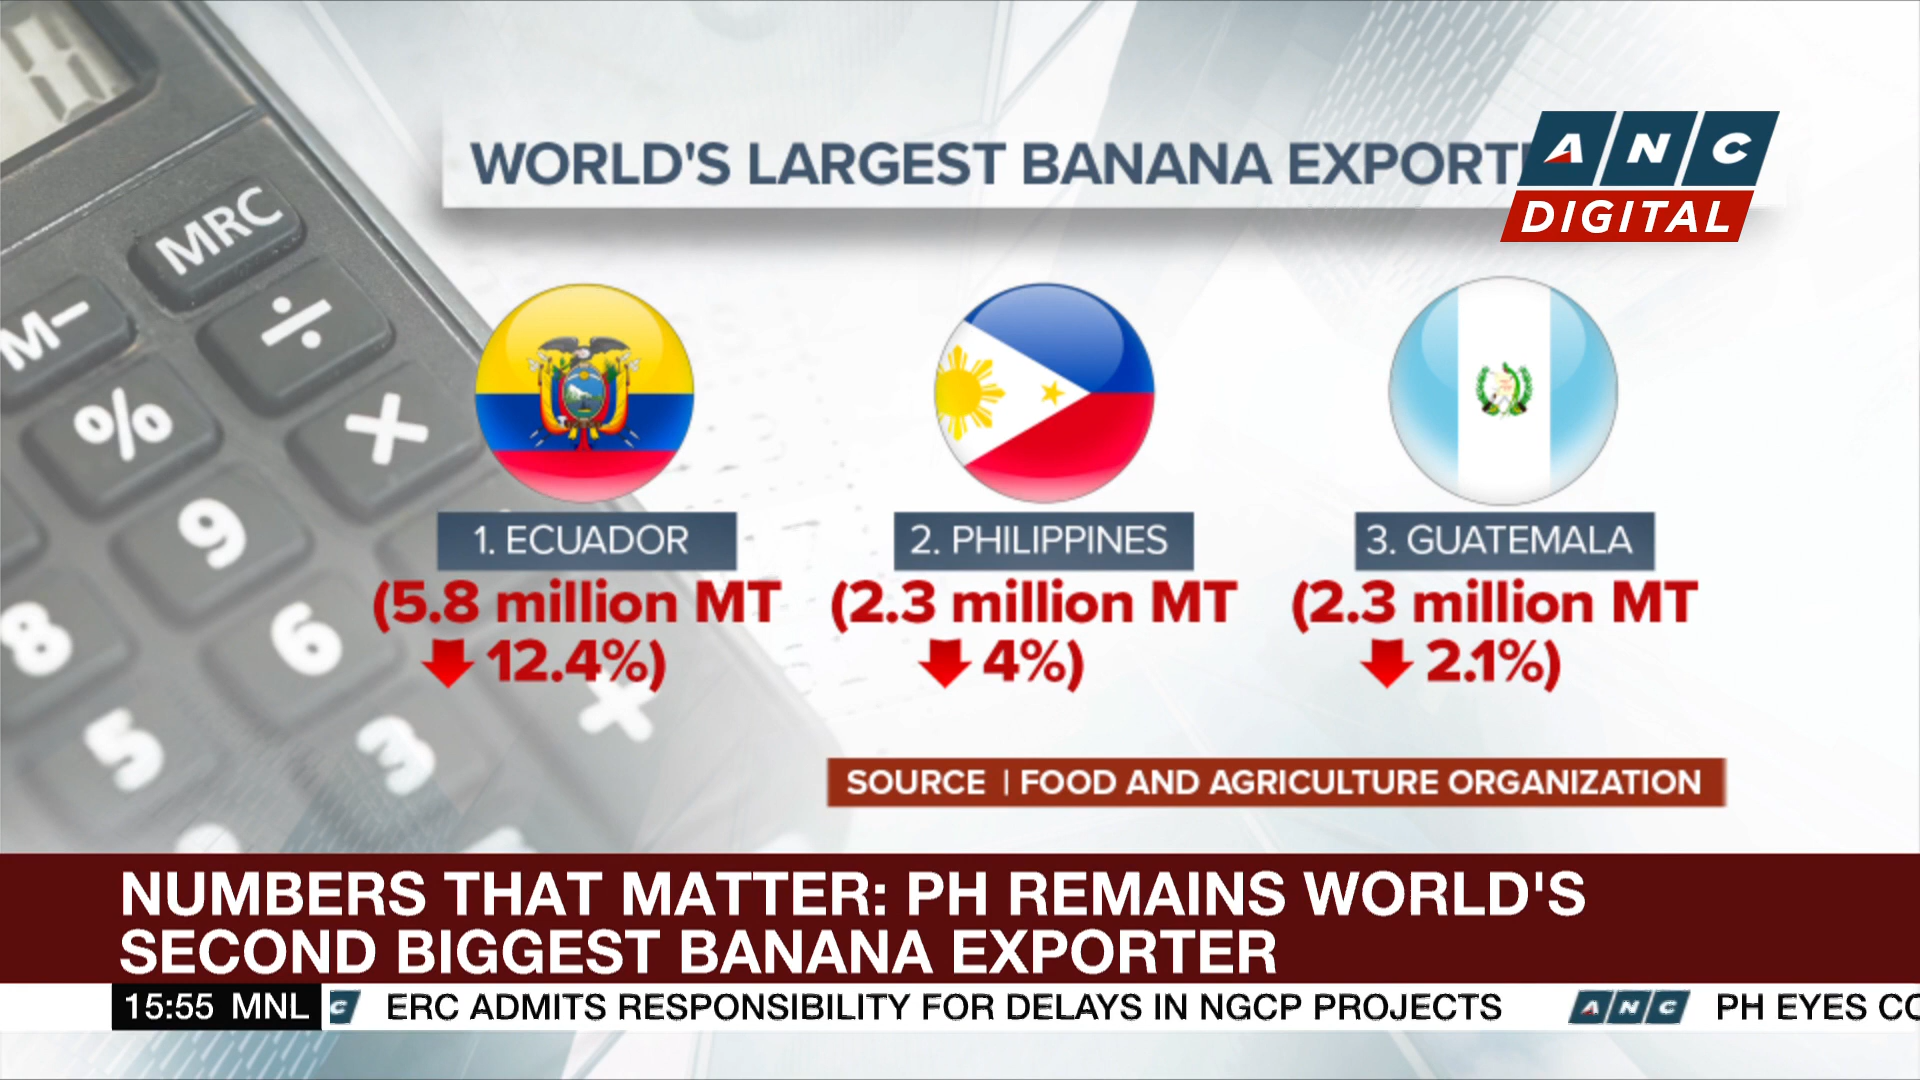 WORLD'S LARGEST BANANA
ANC
DIGITAL
MRC
M-
÷
%
×
9
8
6
5
3
+
1. ECUADOR
(5.8 million MT
12.4%)
2. PHILIPPINES
(2.3 million MT
4%)
3. GUATEMALA
(2.3 million MT
2.1%)
SOURCE | FOOD AND AGRICULTURE ORGANIZATION
NUMBERS THAT MATTER: PH REMAINS WORLD'S
SECOND BIGGEST BANANA EXPORTER
15:55 MNL ERC ADMITS RESPONSIBILITY FOR DELAYS IN NGCP PROJECTS ANC PH EYES